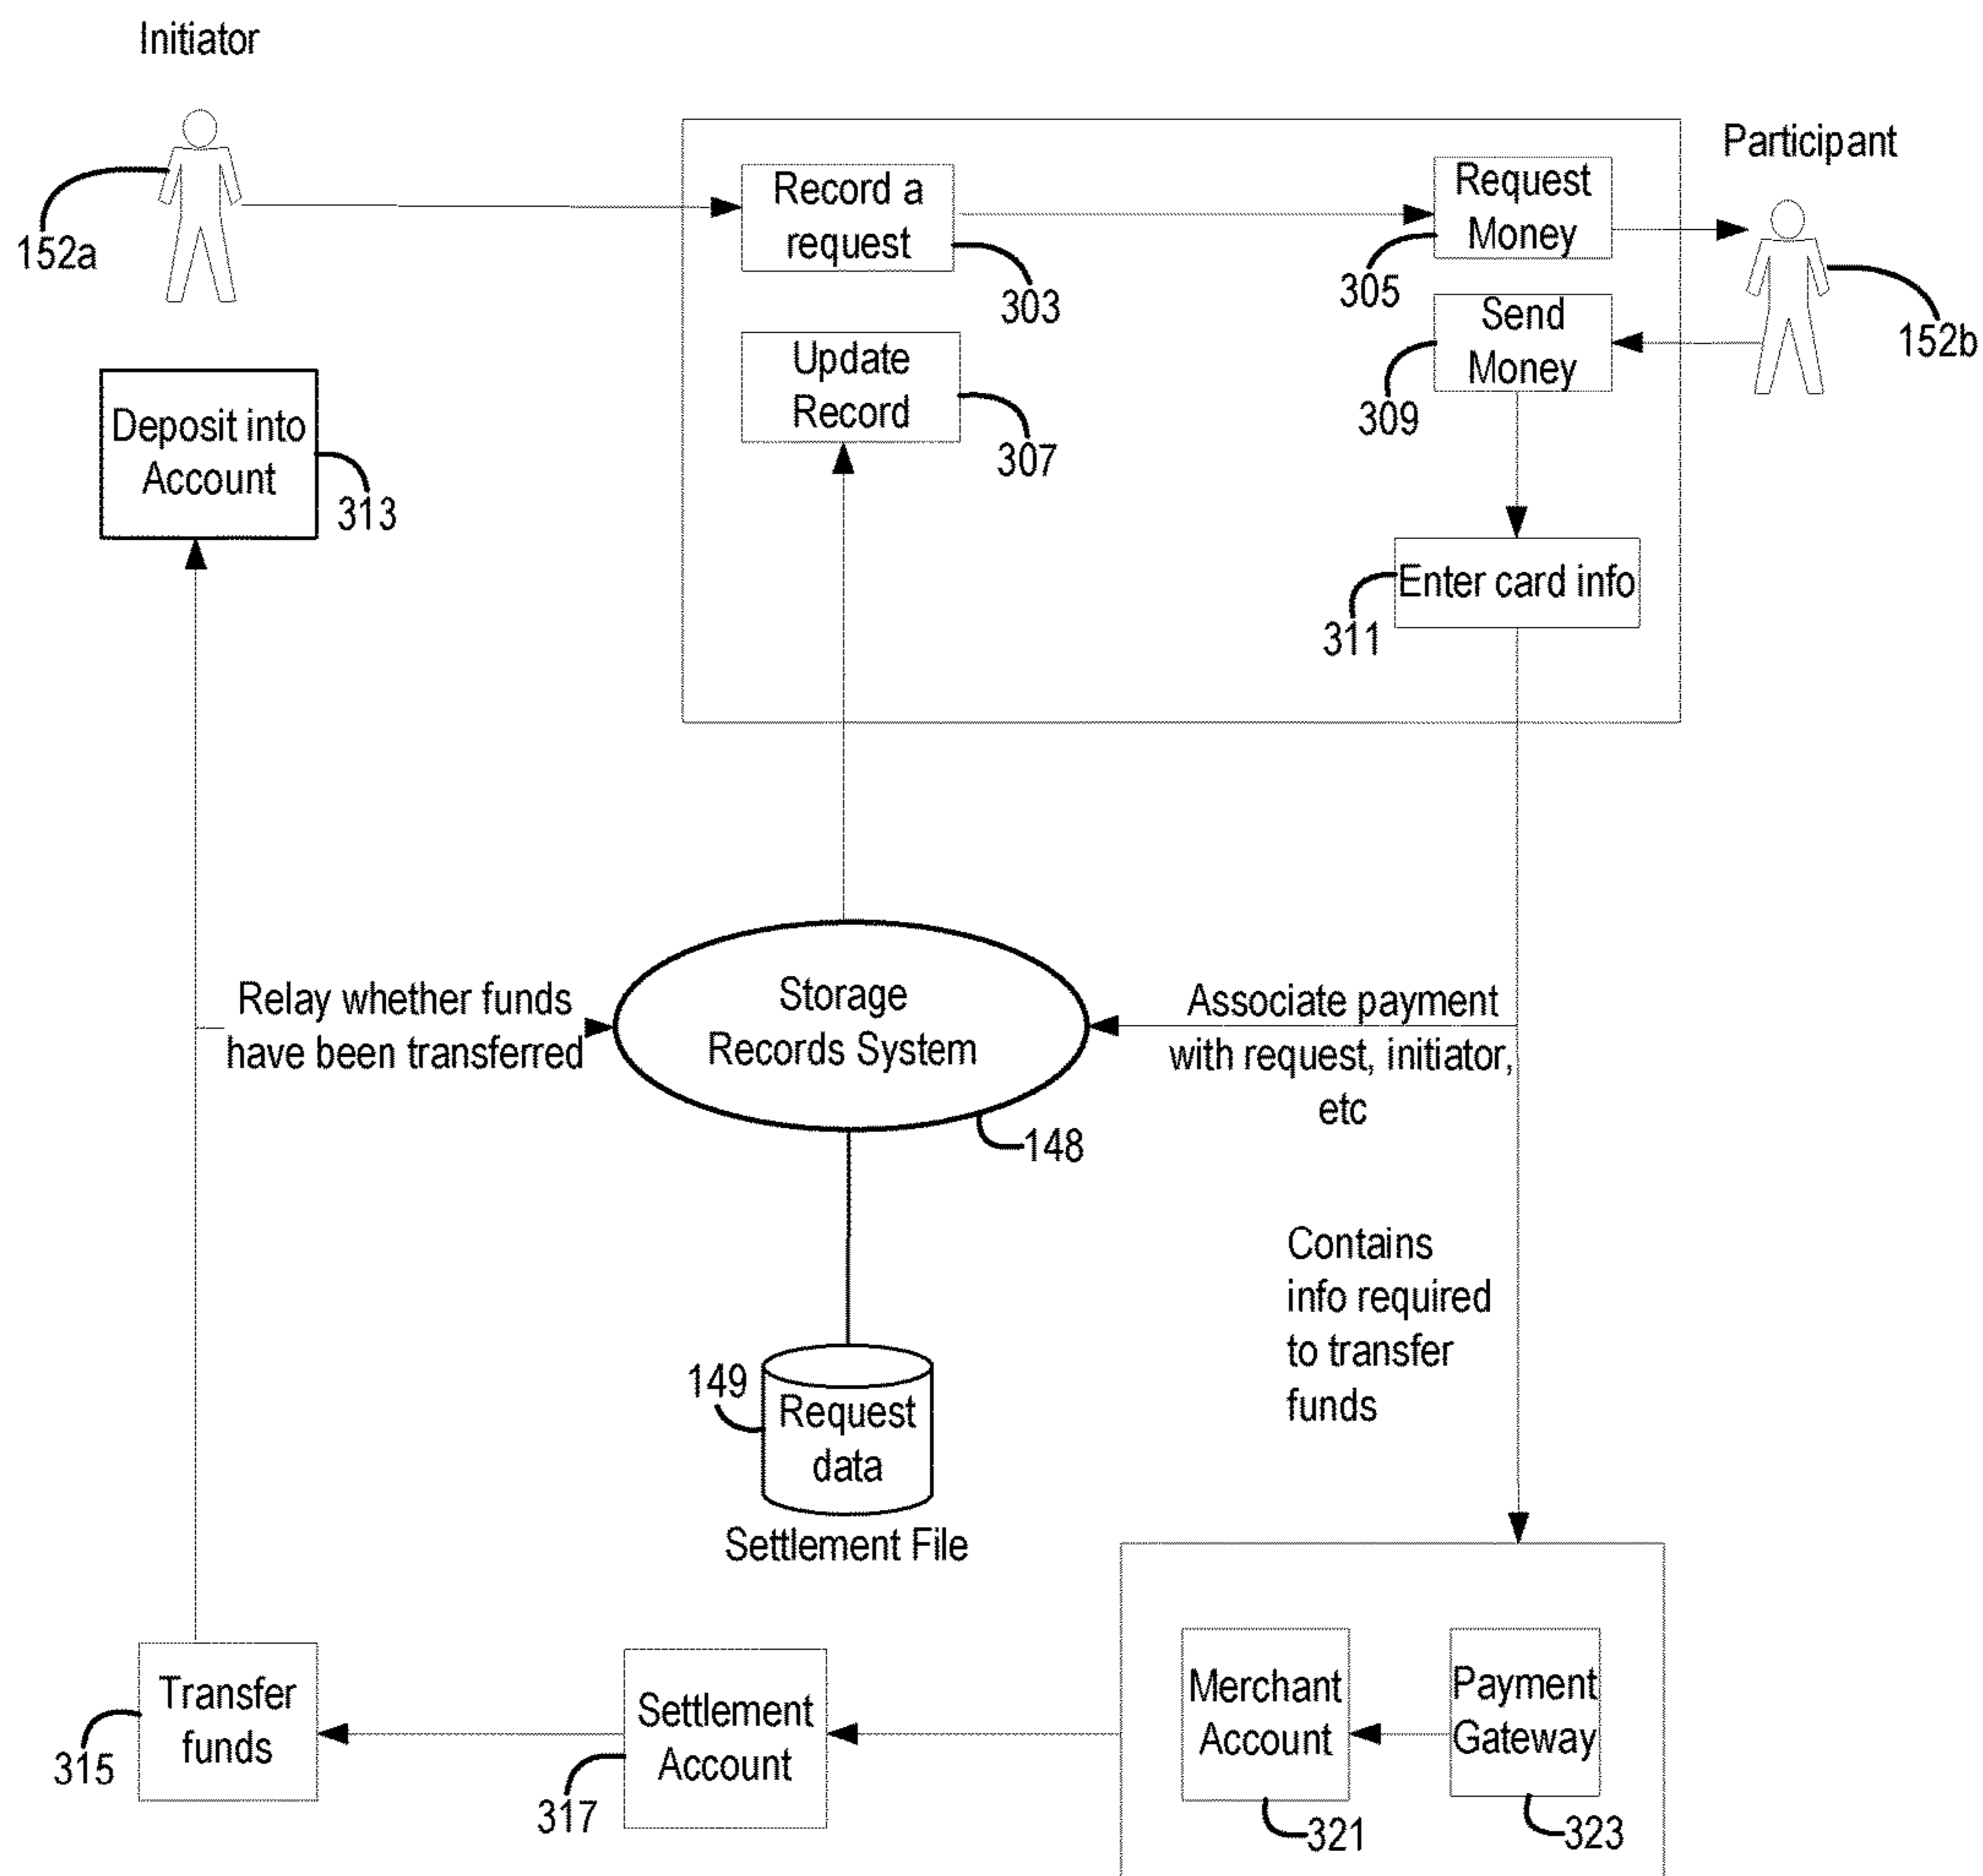 Initiator
Participant
152a
Record a
request
303
Request
Money
305
Send
Money
309
152b
Update
Record
307
Deposit into
Account
313
Enter card info
311
Relay whether funds
have been transferred
Storage
Records System
148
Associate payment
with request, initiator,
etc
Contains
info required
to transfer
funds
149
Request
data
Settlement File
Transfer
funds
315
Settlement
Account
317
Merchant
Account
321
Payment
Gateway
323